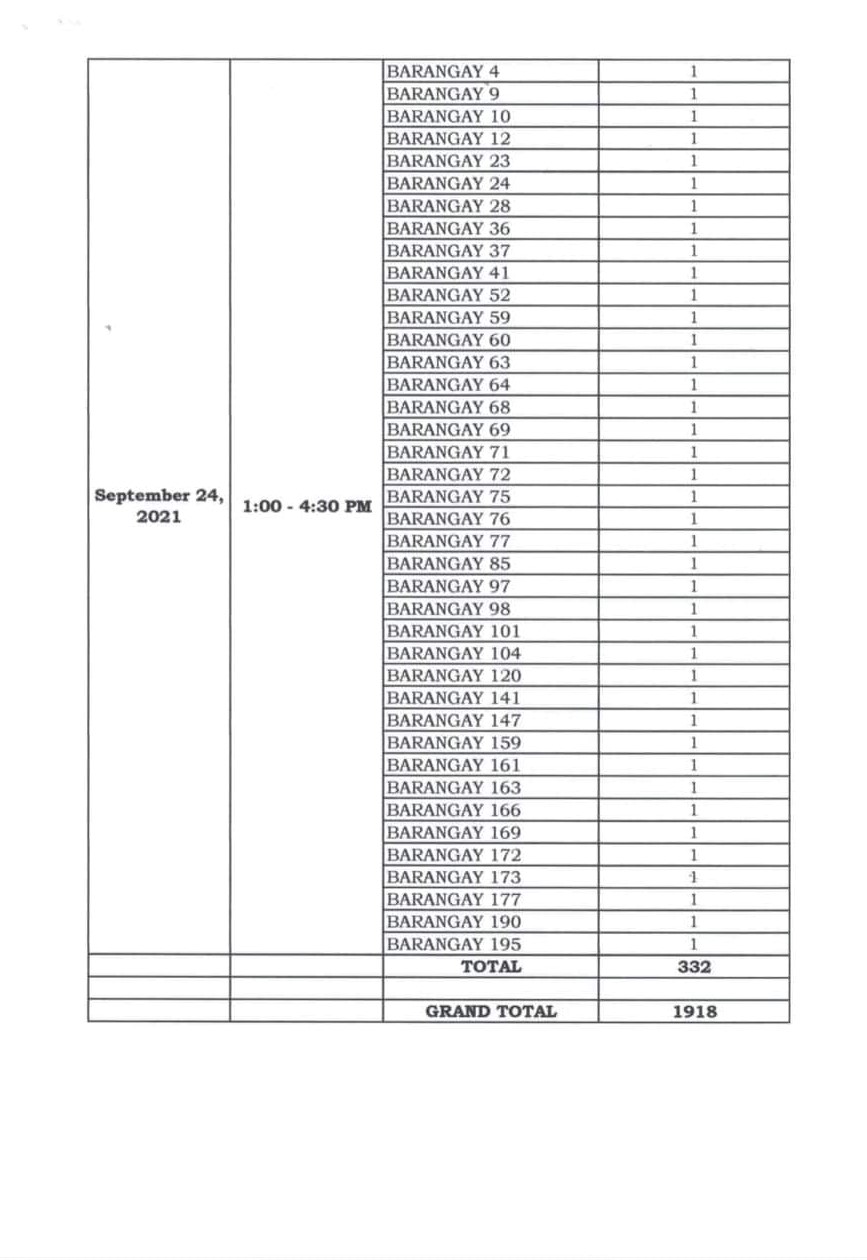 BARANGAY 4 1
BARANGAY 9 1
BARANGAY 10 1
BARANGAY 12 1
BARANGAY 23 1
BARANGAY 24 1
BARANGAY 28 1
BARANGAY 36 1
BARANGAY 37 1
BARANGAY 41 1
BARANGAY 52 1
BARANGAY 59 1
BARANGAY 60 1
BARANGAY 63 1
BARANGAY 64 1
BARANGAY 68 1
BARANGAY 69 1
BARANGAY 71 1
BARANGAY 72 1
September 24,
2021
1:00 - 4:30 PM
BARANGAY 75 1
BARANGAY 76 1
BARANGAY 77 1
BARANGAY 85 1
BARANGAY 97 1
BARANGAY 98 1
BARANGAY 101 1
BARANGAY 104 1
BARANGAY 120 1
BARANGAY 141 1
BARANGAY 147 1
BARANGAY 159 1
BARANGAY 161 1
BARANGAY 163 1
BARANGAY 166 1
BARANGAY 169 1
BARANGAY 172 1
BARANGAY 173 1
BARANGAY 177 1
BARANGAY 190 1
BARANGAY 195 1
TOTAL 332
GRAND TOTAL 1918